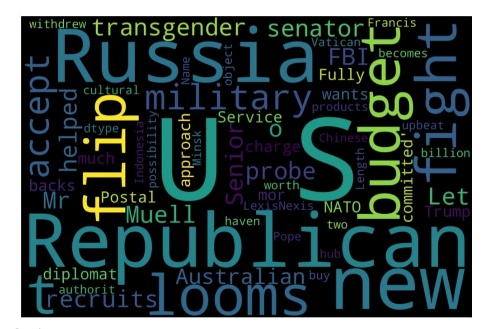 withdrew
transgender
senator
Francis
Vatican
becomes
Russia
FBI
budget
fight
accept
cultural
dtype
helped
much
Indonesia
Name
object
military
Fully
wants
products
flip
possibility
approach
Minsk
Service
o
Chinese
Length
upbeat
billion
U S
Senior
charge
probe
committed'
backs
Mr
Postal
Muell
worth
mor
LexisNexis
NATO
two
Let
Trump
haven
Pope
hub
Republican
new
diplomat
authorit
t
recruits
looms
Australian
buy